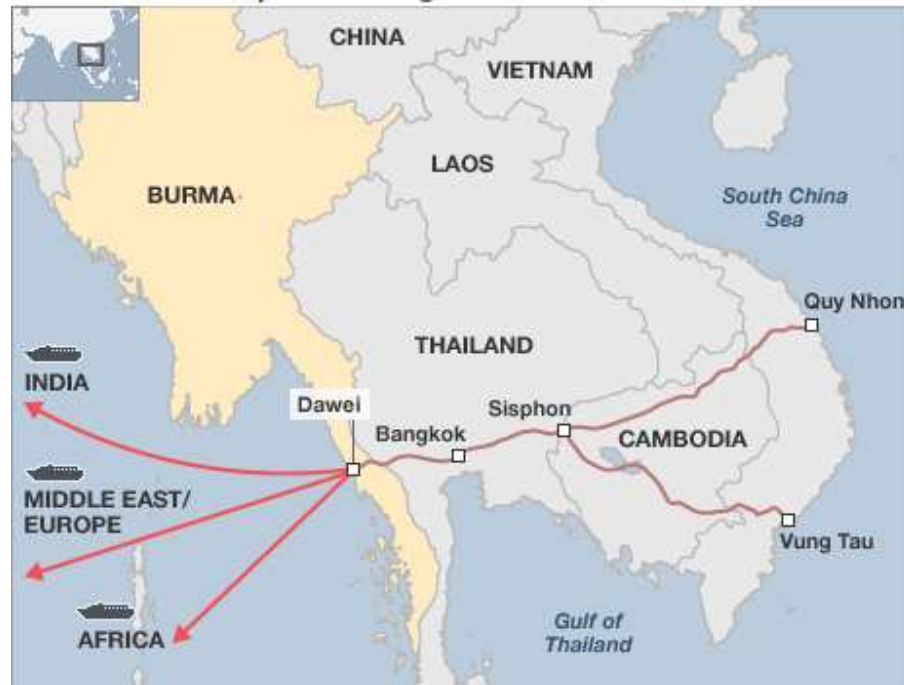 CHINA
VIETNAM
LAOS
BURMA
South China
Sea
Quy Nhon
THAILAND
INDIA
Dawei
Sisphon
Bangkok
CAMBODIA
MIDDLE EAST/
EUROPE
Vung Tau
Gulf of
Thailand
AFRICA